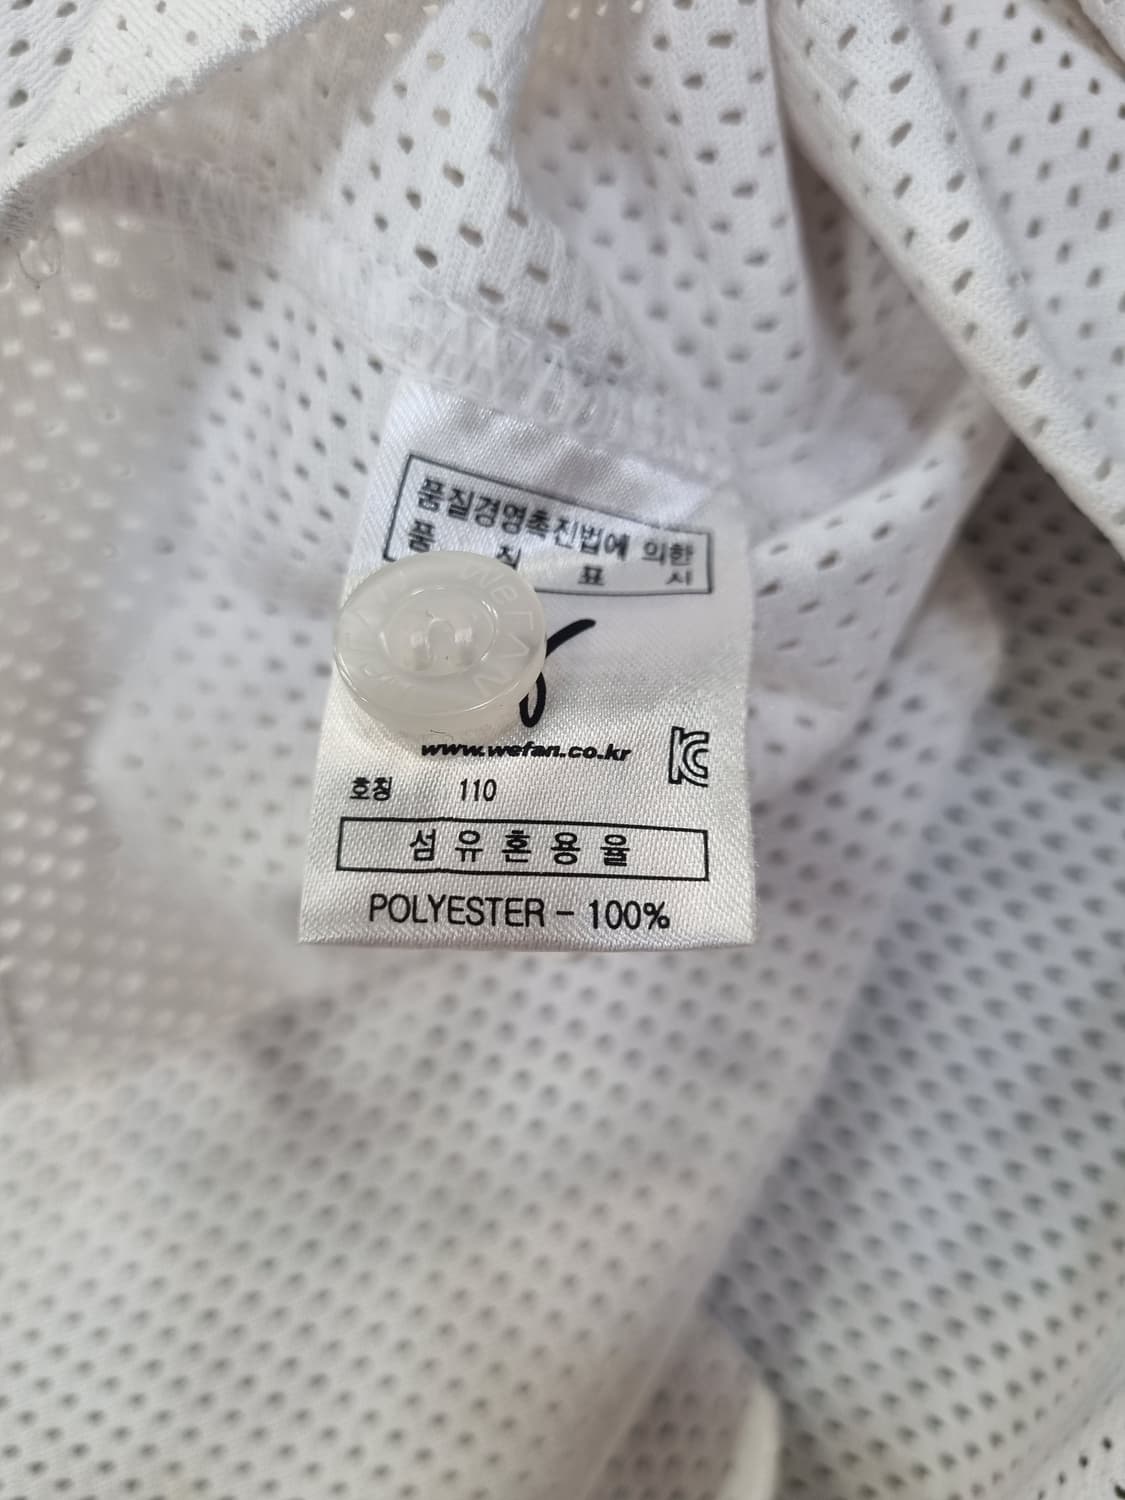 품질경영촉진법에 의한
품 질 표 시
WeFAN
www.wefan.co.kr
호칭 110
섬유혼용율
POLYESTER - 100%